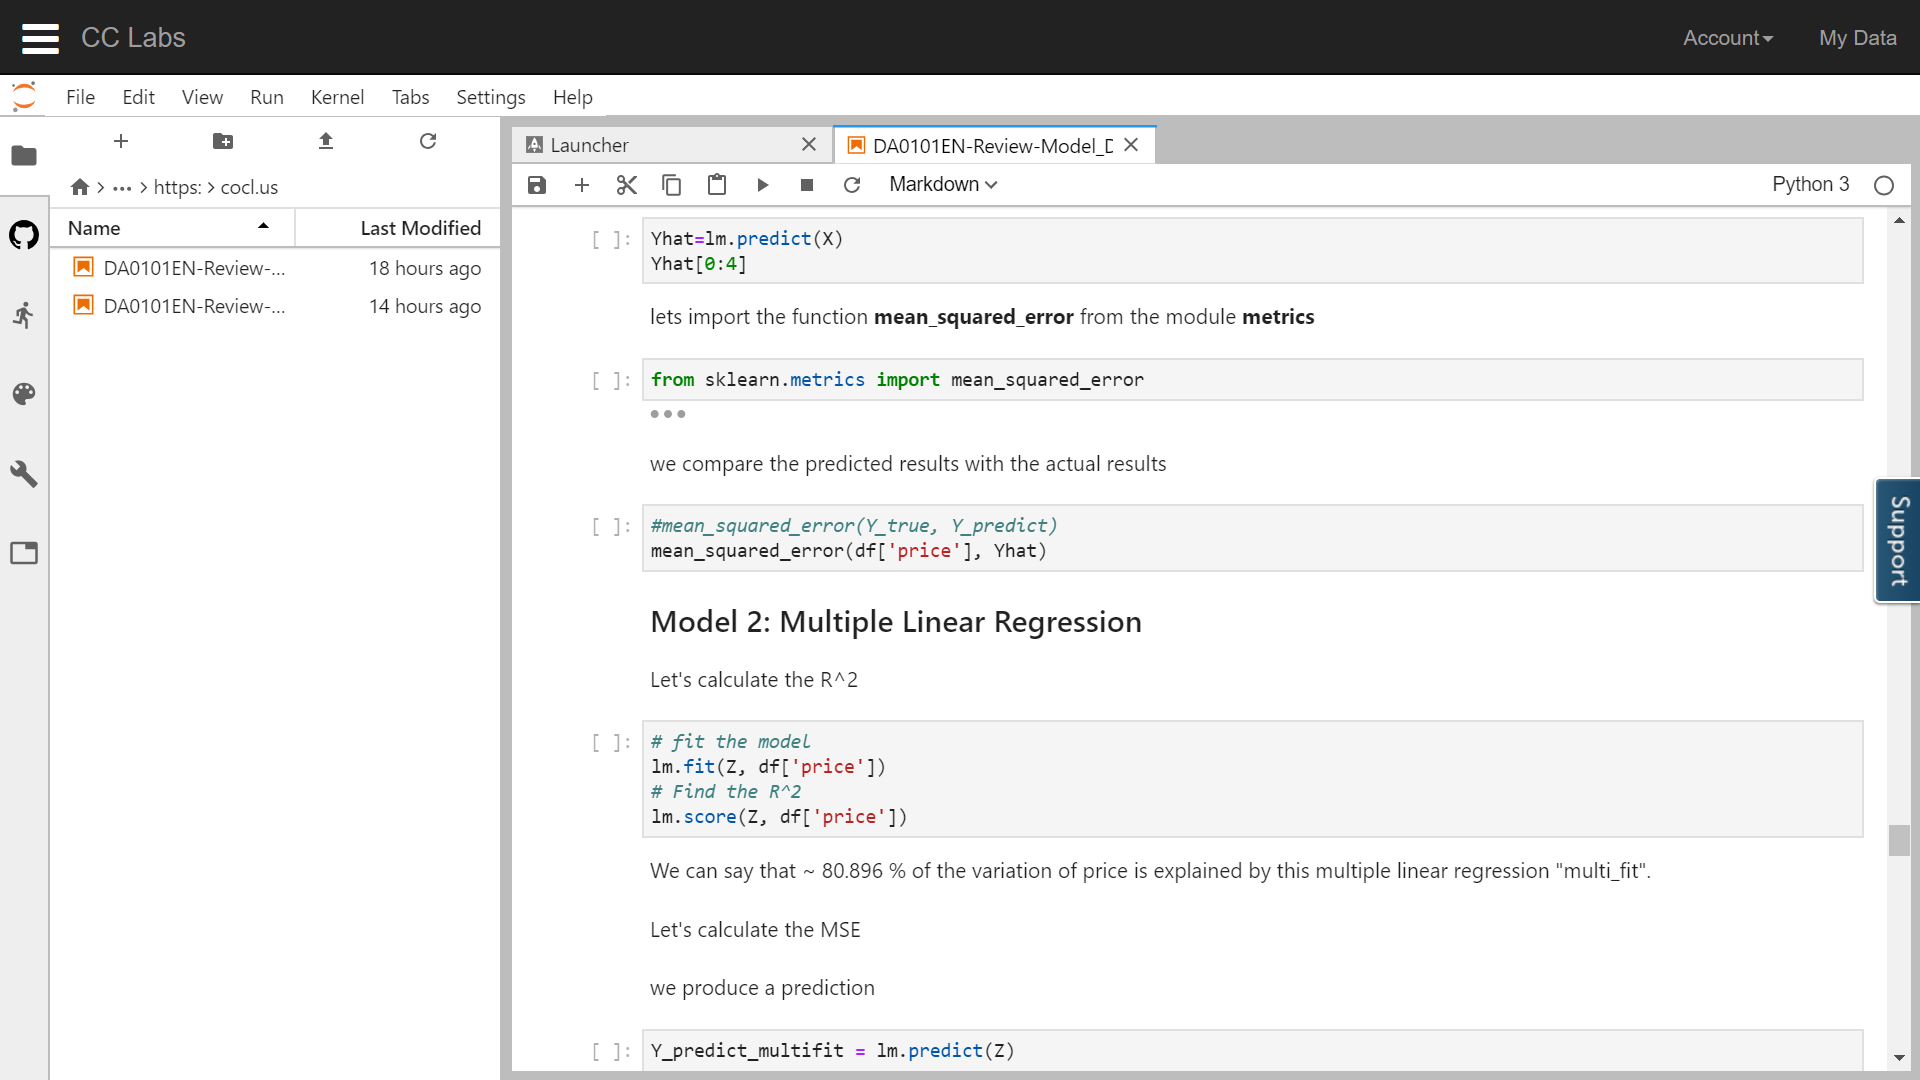 CC Labs
Account
My Data
File Edit View Run Kernel Tabs Settings Help
··· https: cocl.us
Name Last Modified
DA0101EN-Review-... 18 hours ago
DA0101EN-Review-... 14 hours ago
Launcher
DA0101EN-Review-Model_D
Markdown
Python 3
[ ]: Yhat=lm.predict(X)
Yhat[0:4]
lets import the function mean_squared_error from the module metrics
[ ]: from sklearn.metrics import mean_squared_error
we compare the predicted results with the actual results
[ ]: #mean_squared_error(Y_true, Y_predict)
mean_squared_error(df['price'], Yhat)
Model 2: Multiple Linear Regression
Let's calculate the R^2
[ ]: # fit the model
lm.fit(Z, df['price'])
# Find the R^2
lm.score(Z, df['price'])
We can say that ~ 80.896 % of the variation of price is explained by this multiple linear regression "multi_fit".
Let's calculate the MSE
we produce a prediction
[ ]: Y_predict_multifit = lm.predict(Z)
Support